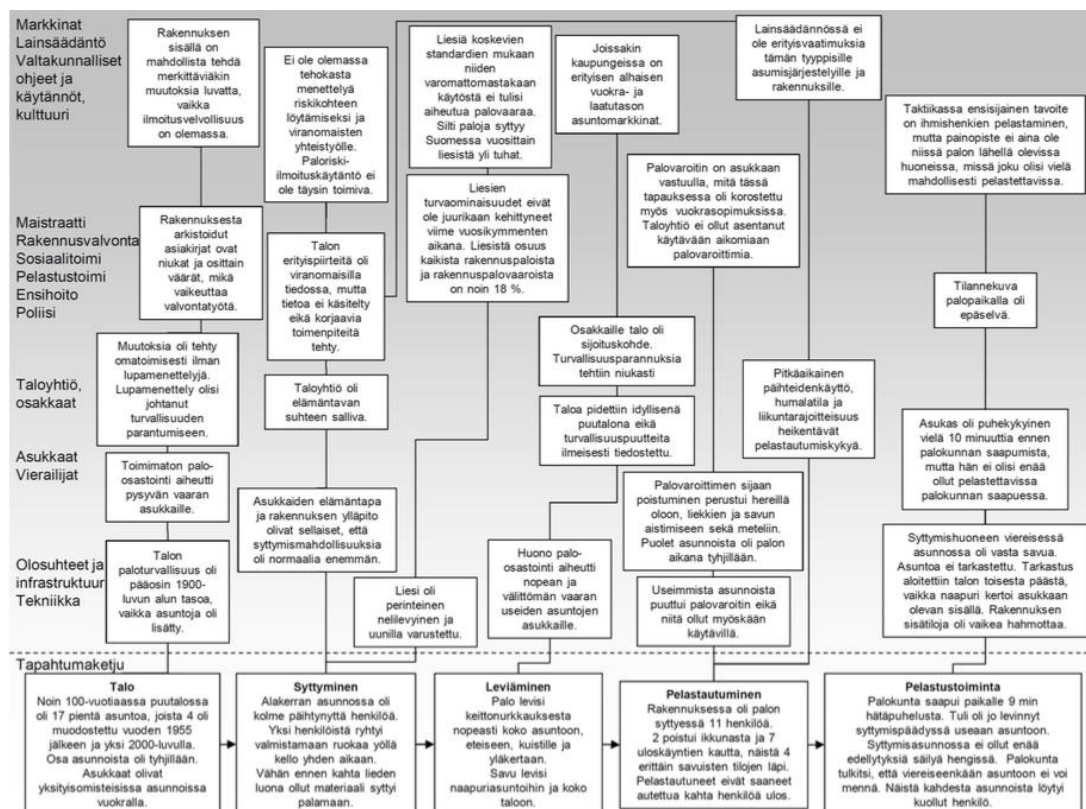 Markkinat
Lainsäädäntö
Valtakunnalliset
ohjeet ja
käytännöt,
kulttuuri
Maistraatti
Rakennusvalvonta
Sosiaalitoimi
Pelastustoimi
Ensihoito
Poliisi
Taloyhtiö,
osakkaat
Asukkaat
Vierailijat
Olosuhteet ja
infrastruktuur
Tekniikka
Rakennuksen
sisällä on
mahdollista tehdä
merkittäviäkin
muutoksia luvatta,
vaikka
ilmoitusvelvollisuus
on olemassa.
Rakennuksesta
arkistoidut
asiakirjat ovat
niukat ja osittain
väärät, mikä
vaikeuttaa
valvontatyötä.
Muutoksia oli tehty
omatoimisesti ilman
lupamenettelyjä.
Lupamenettely olisi
johtanut
turvallisuuden
parantumiseen.
Toimimaton palo-
osastointi aiheutti
pysyvän vaaran
asukkaille.
Talon
paloturvallisuus oli
pääosin 1900-
luvun alun tasoa,
vaikka asuntoja oli
lisätty.
Ei ole olemassa
tehokasta
menettelyä
riskikohteen
löytämiseksi ja
viranomaisten
yhteistyölle.
Paloriski-
ilmoituskäytäntö ei
ole täysin toimiva.
Talon
erityispiirteitä oli
viranomaisilla
tiedossa, mutta
tietoa ei käsitelty
eikä korjaavia
toimenpiteitä
tehty.
Taloyhtiö oli
elämäntavan
suhteen salliva.
Asukkaiden elämäntapa
ja rakennuksen ylläpito
olivat sellaiset, että
syttymismahdollisuuksia
oli normaalia enemmän.
Liesiä koskevien
standardien mukaan
niiden
varomattomastakaan
käytöstä ei tulisi
aiheutua palovaaraa.
Silti paloja syttyy
Suomessa vuosittain
liesistä yli tuhat.
Liesien
turvaominaisuudet eivät
ole juurikaan kehittyneet
viime vuosikymmenten
aikana. Liesistä osuus
kaikista rakennuspaloista
ja rakennuspalovaaroista
on noin 18 %.
Liesi oli
perinteinen
nelilevyinen ja
uunilla varustettu.
Joissakin
kaupungeissa on
erityisen alhaisen
vuokra- ja
laatutason
asuntomarkkinat.
Osakkaille talo oli
sijoituskohde.
Turvallisuusparannuksia
tehtiin niukasti
Taloa pidettiin idyllisenä
puutalona eikä
turvallisuuspuutteita
ilmeisesti tiedostettu.
Huono palo-
osastointi aiheutti
nopean ja
välittömän vaaran
useiden asuntojen
asukkaille.
Lainsäädännössä ei
ole erityisvaatimuksia
tämän tyyppisille
asumisjärjestelyille ja
rakennuksille.
Palovaroitin on asukkaan
vastuulla, mitä tässä
tapauksessa oli korostettu
myös vuokrasopimuksissa.
Taloyhtiö ei ollut asentanut
käytävään aikomiaan
palovaroittimia.
Pitkäaikainen
päihteidenkäyttö,
humalatila ja
liikuntarajoitteisuus
heikentävät
pelastautumiskykyä.
Palovaroittimen sijaan
poistuminen perustui hereillä
oloon, liekkien ja savun
aistimiseen sekä meteliin.
Puolet asunnoista oli palon
aikana tyhjillään.
Useimmista asunnoista
puuttui palovaroitin eikä
niitä ollut myöskään
käytävillä.
Taktiikassa ensisijainen tavoite
on ihmishenkien pelastaminen,
mutta painopiste ei aina ole
niissä palon lähellä olevissa
huoneissa, missä joku olisi vielä
mahdollisesti pelastettavissa.
Tilannekuva
palopaikalla oli
epäselvä.
Asukas oli puhekykyinen
vielä 10 minuuttia ennen
palokunnan saapumista,
mutta hän ei olisi enää
ollut pelastettavissa
palokunnan saapuessa.
Syttymishuoneen viereisessä
asunnossa oli vasta savua.
Asuntoa ei tarkastettu. Tarkastus
aloitettiin talon toisesta päästä,
vaikka naapuri kertoi asukkaan
olevan sisällä. Rakennuksen
sisätiloja oli vaikea hahmottaa.
Tapahtumaketju
Talo
Noin 100-vuotiaassa puutalossa
oli 17 pientä asuntoa, joista 4 oli
muodostettu vuoden 1955
jälkeen ja yksi 2000-luvulla.
Osa asunnoista oli tyhjillään.
Asukkaat olivat
yksityisomisteisissa asunnoissa
vuokralla.
Syttyminen
Alakerran asunnossa oli
kolme päihtynyttä henkilöä.
Yksi henkilöistä ryhtyi
valmistamaan ruokaa yöllä
kello yhden aikaan.
Vähän ennen kahta lieden
luona ollut materiaali syttyi
palamaan.
Leviäminen
Palo levisi
keittonurkkauksesta
nopeasti koko asuntoon,
eteiseen, kuistille ja
yläkertaan.
Savu levisi
naapuriasuntoihin ja koko
taloon.
Pelastautuminen
Rakennuksessa oli palon
syttyessä 11 henkilöä.
2 poistui ikkunasta ja 7
uloskäyntien kautta, näistä 4
erittäin savuisten tilojen läpi.
Pelastautuneet eivät saaneet
autettua kahta henkilöä ulos.
Pelastustoiminta
Palokunta saapui paikalle 9 min
hätäpuhelusta. Tuli oli jo levinnyt
syttymispäädyssä useaan asuntoon.
Syttymisasunnossa ei ollut enää
edellytyksiä säilyä hengissä. Palokunta
tulkitsi, että viereiseenkään asuntoon ei voi
mennä. Näistä kahdesta asunnoista löytyi
kuollut henkilö.